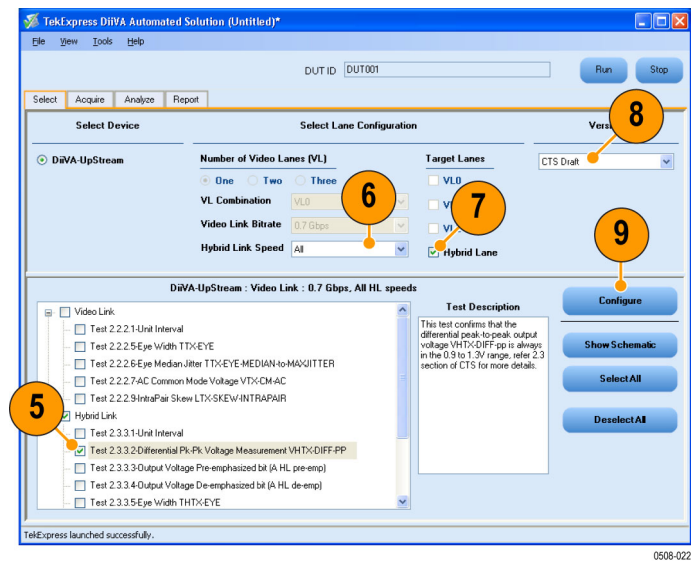 TekExpress DiiVA Automated Solution (Untitled)*
File View Tools Help
DUT ID DUT001 Run Stop
Select Acquire Analyze Report
Select Device Select Lane Configuration
8
DiiVA-UpStream
Number of Video Lanes (VL) Target Lanes
CTS Draft
One Two Three VL0
6
VL Combination VL0
7
Video Link Bitrate 0.7 Gbps
9
Hybrid Link Speed All Hybrid Lane
DiiVA-UpStream : Video Link : 0.7 Gbps, All HL speeds
Configure
Video Link
Test Description
Test 2.2.2.1-Unit Interval
This test confirms that the
Test 2.2.2.5-Eye Width TTX-EYE
differential peak-to-peak output
voltage VHTX-DIFF-pp is always
Show Schematic
Test 2.2.2.6-Eye Median Jitter TTX-EYE-MEDIAN-to-MAXJITTER
in the 0.9 to 1.3V range, refer 2.3
section of CTS for more details.
Test 2.2.2.7-AC Common Mode Voltage VTX-CM-AC
Select All
Test 2.2.2.9-IntraPair Skew LTX-SKEW-INTRAPAIR
5
Hybrid Link
Deselect All
Test 2.3.3.1-Unit Interval
Test 2.3.3.2-Differential Pk-Pk Voltage Measurement VHTX-DIFF-PP
Test 2.3.3.3-Output Voltage Pre-emphasized bit (A HL pre-emp)
Test 2.3.3.4-Output Voltage De-emphasized bit (A HL de-emp)
Test 2.3.3.5-Eye Width THTX-EYE
TekExpress launched successfully.
0508-022